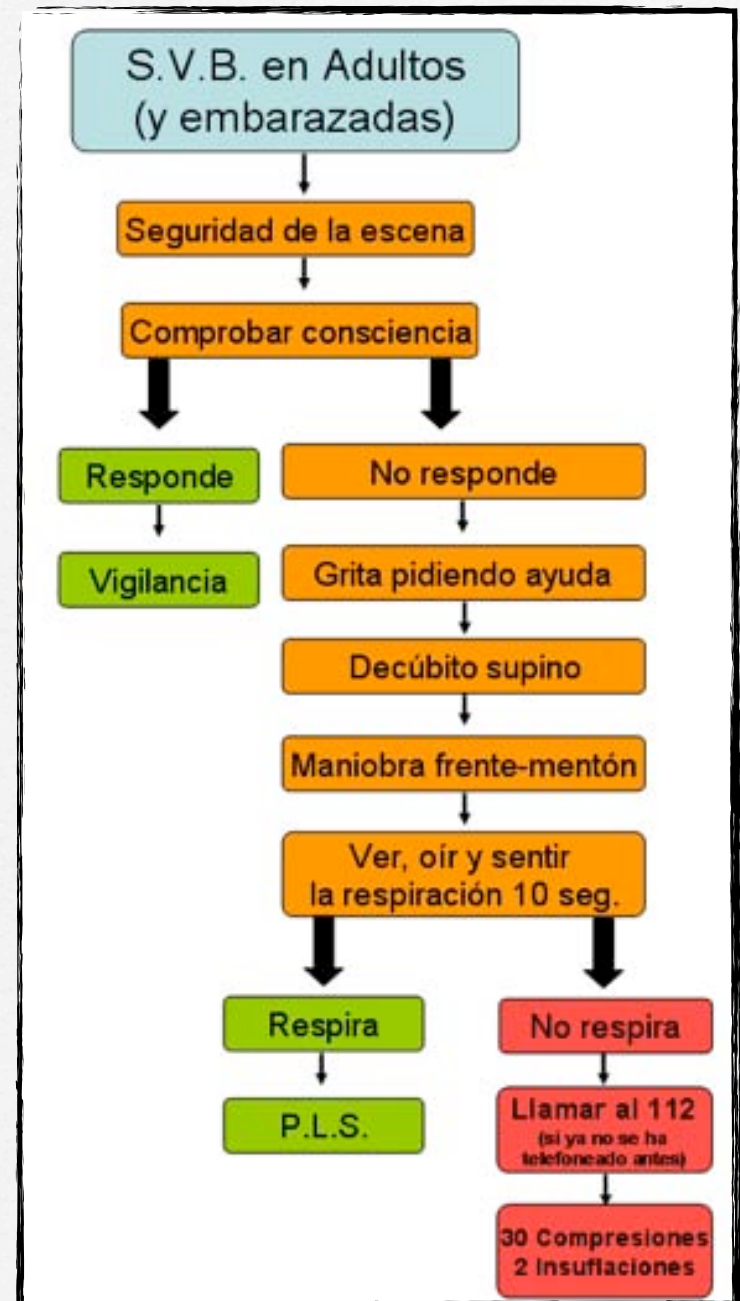 S.V.B. en Adultos
(y embarazadas)
Seguridad de la escena
Comprobar consciencia
Responde
Vigilancia
No responde
Grita pidiendo ayuda
Decúbito supino
Maniobra frente-mentón
Ver, oír y sentir
la respiración 10 seg.
Respira
P.L.S.
No respira
Llamar al 112
(si ya no se ha
telefoneado antes)
30 Compresiones
2 Insuflaciones